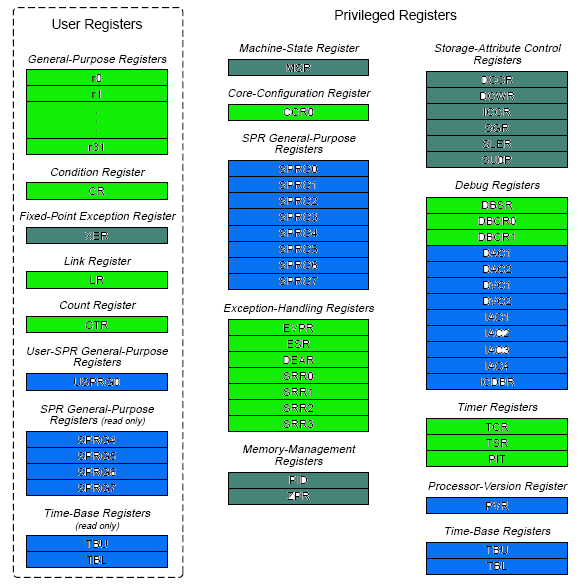 User Registers
General-Purpose Registers
r0
r1
.
.
.
r31
Condition Register
CR
Fixed-Point Exception Register
XER
Link Register
LR
Count Register
CTR
User-SPR General-Purpose
Registers
USPRG0
SPR General-Purpose
Registers (read only)
SPRG4
SPRG5
SPRG6
SPRG7
Time-Base Registers
(read only)
TBU
TBL
Privileged Registers
Machine-State Register
MSR
Core-Configuration Register
CCR0
SPR General-Purpose
Registers
SPRG0
SPRG1
SPRG2
SPRG3
SPRG4
SPRG5
SPRG6
SPRG7
Exception-Handling Registers
EVPR
ESR
DEAR
SRR0
SRR1
SRR2
SRR3
Memory-Management
Registers
PID
ZPR
Storage-Attribute Control
Registers
DCCR
DCWR
ICCR
SGR
SLER
SU0R
Debug Registers
DBSR
DBCR0
DBCR1
DAC1
DAC2
DVC1
DVC2
IAC1
IAC2
IAC3
IAC4
ICDBR
Timer Registers
TCR
TSR
PIT
Processor-Version Register
PVR
Time-Base Registers
TBU
TBL